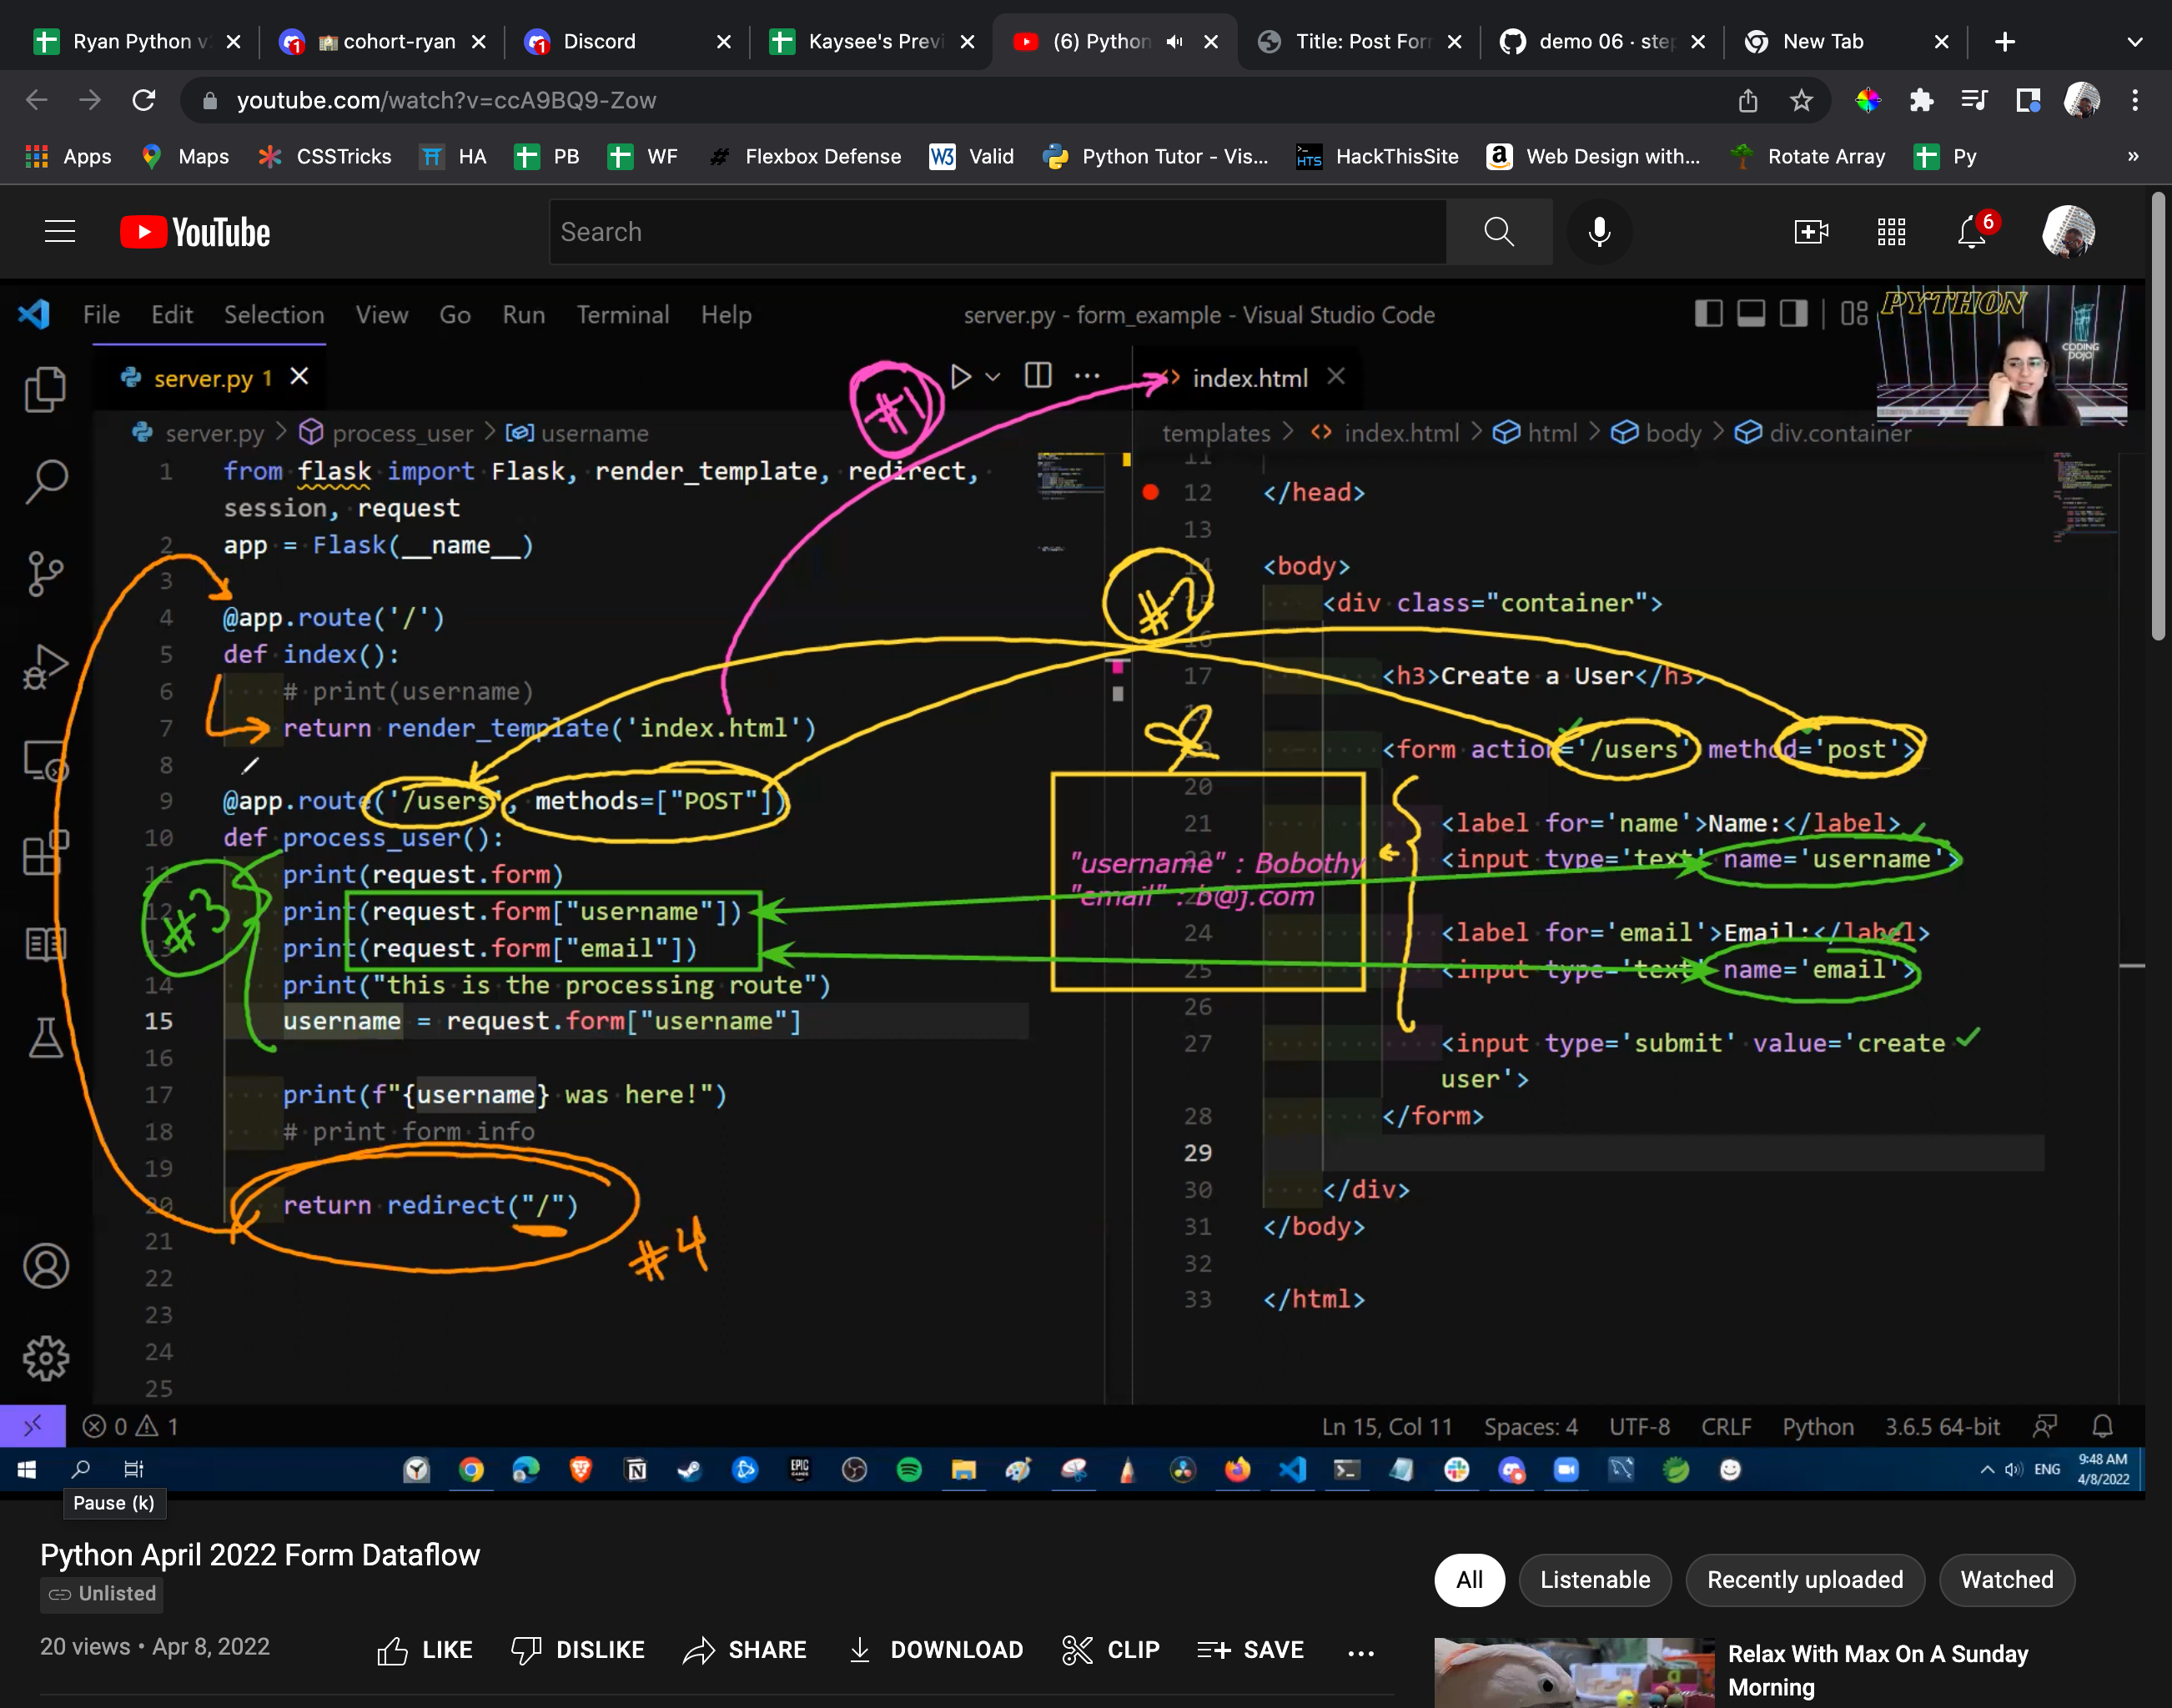 Ryan Python v
cohort-ryan
Discord
Kaysee's Previ
(6) Python
Title: Post For
demo 06 · step
New Tab
youtube.com/watch?v=ccA9BQ9-Zow
Apps
Maps
CSSTricks
HA
PB
WF
Flexbox Defense
Valid
Python Tutor - Vis...
HackThisSite
Web Design with...
Rotate Array
Py
»
YouTube
Search
6
File Edit Selection View Go Run Terminal Help
server.py - form_example - Visual Studio Code
PYTHON
CODING
DOJO
server.py 1
#1
server.py > process_user > username
1 from flask import Flask, render_template, redirect,
session, request
2 app = Flask(__name__)
3
4 @app.route('/')
5 def index():
6 # print(username)
7 return render_template('index.html')
8
9 @app.route('/users', methods=["POST"])
10 def process_user():
11 print(request.form)
12 print(request.form["username"])
13 print(request.form["email"])
14 print("this is the processing route")
15 username = request.form["username"]
16
17 print(f"{username} was here!")
18 # print form info
19
20 return redirect("/")
21
22
23
24
25
#3
#4
index.html
templates > index.html > html > body > div.container
11
12 </head>
13
14 <body>
15 <div class="container">
16
17 <h3>Create a User</h3>
18
19 <form action='/users' method='post'>
20
21 <label for='name'>Name:</label>
22 <input type='text' name='username'>
23
24 <label for='email'>Email:</label>
25 <input type='text' name='email'>
26
27 <input type='submit' value='create
user'>
28 </form>
29
30 </div>
31 </body>
32
33 </html>
#2
"username" : Bobothy
"email" : b@j.com
0 1
Ln 15, Col 11 Spaces: 4 UTF-8 CRLF Python 3.6.5 64-bit
EPIC
ENG
9:48 AM
4/8/2022
Pause (k)
Python April 2022 Form Dataflow
Unlisted
20 views • Apr 8, 2022
LIKE DISLIKE SHARE DOWNLOAD CLIP SAVE ...
All Listenable Recently uploaded Watched
Relax With Max On A Sunday
Morning